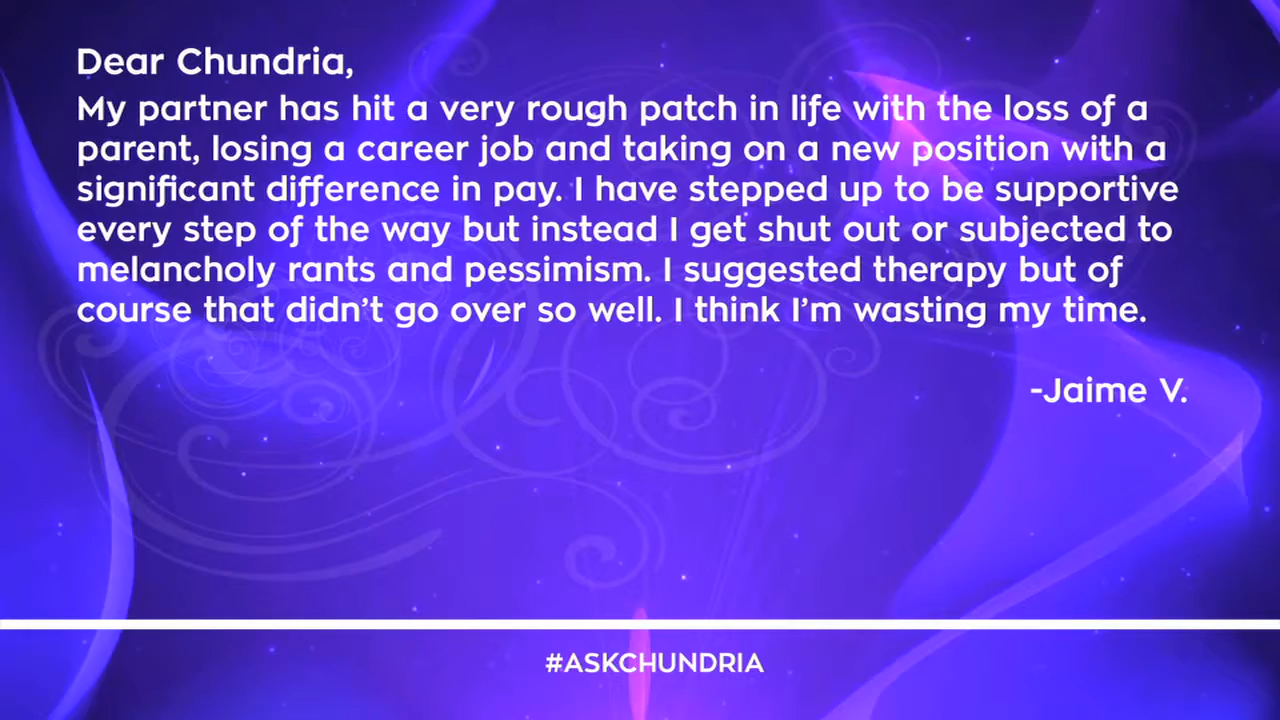 Dear Chundria,
My partner has hit a very rough patch in life with the loss of a
parent, losing a career job and taking on a new position with a
significant difference in pay. I have stepped up to be supportive
every step of the way but instead I get shut out or subjected to
melancholy rants and pessimism. I suggested therapy but of
course that didn't go over so well. I think I'm wasting my time.
-Jaime V.
#ASKCHUNDRIA